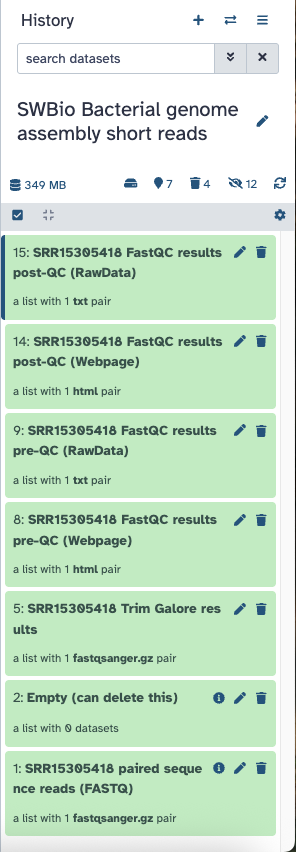 History
search datasets
SWBio Bacterial genome
assembly short reads
349 MB
7
4
12
15: SRR15305418 FastQC results
post-QC (RawData)
a list with 1 txt pair
14: SRR15305418 FastQC results
post-QC (Webpage)
a list with 1 html pair
9: SRR15305418 FastQC results
pre-QC (RawData)
a list with 1 txt pair
8: SRR15305418 FastQC results
pre-QC (Webpage)
a list with 1 html pair
5: SRR15305418 Trim Galore res
ults
a list with 1 fastqsanger.gz pair
2: Empty (can delete this)
a list with 0 datasets
1: SRR15305418 paired seque
nce reads (FASTQ)
a list with 1 fastqsanger.gz pair